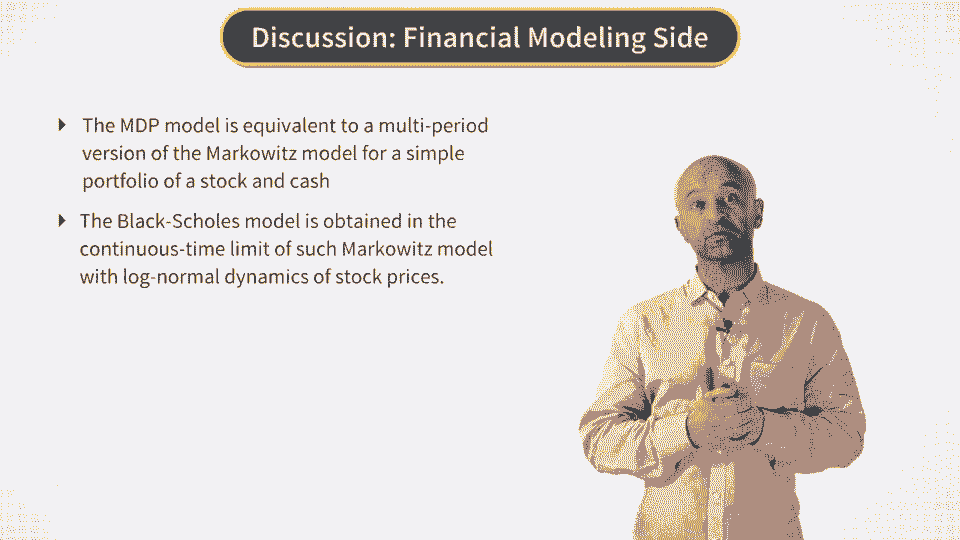 Discussion: Financial Modeling Side
The MDP model is equivalent to a multi-period
version of the Markowitz model for a simple
portfolio of a stock and cash
The Black-Scholes model is obtained in the
continuous-time limit of such Markowitz model
with log-normal dynamics of stock prices.